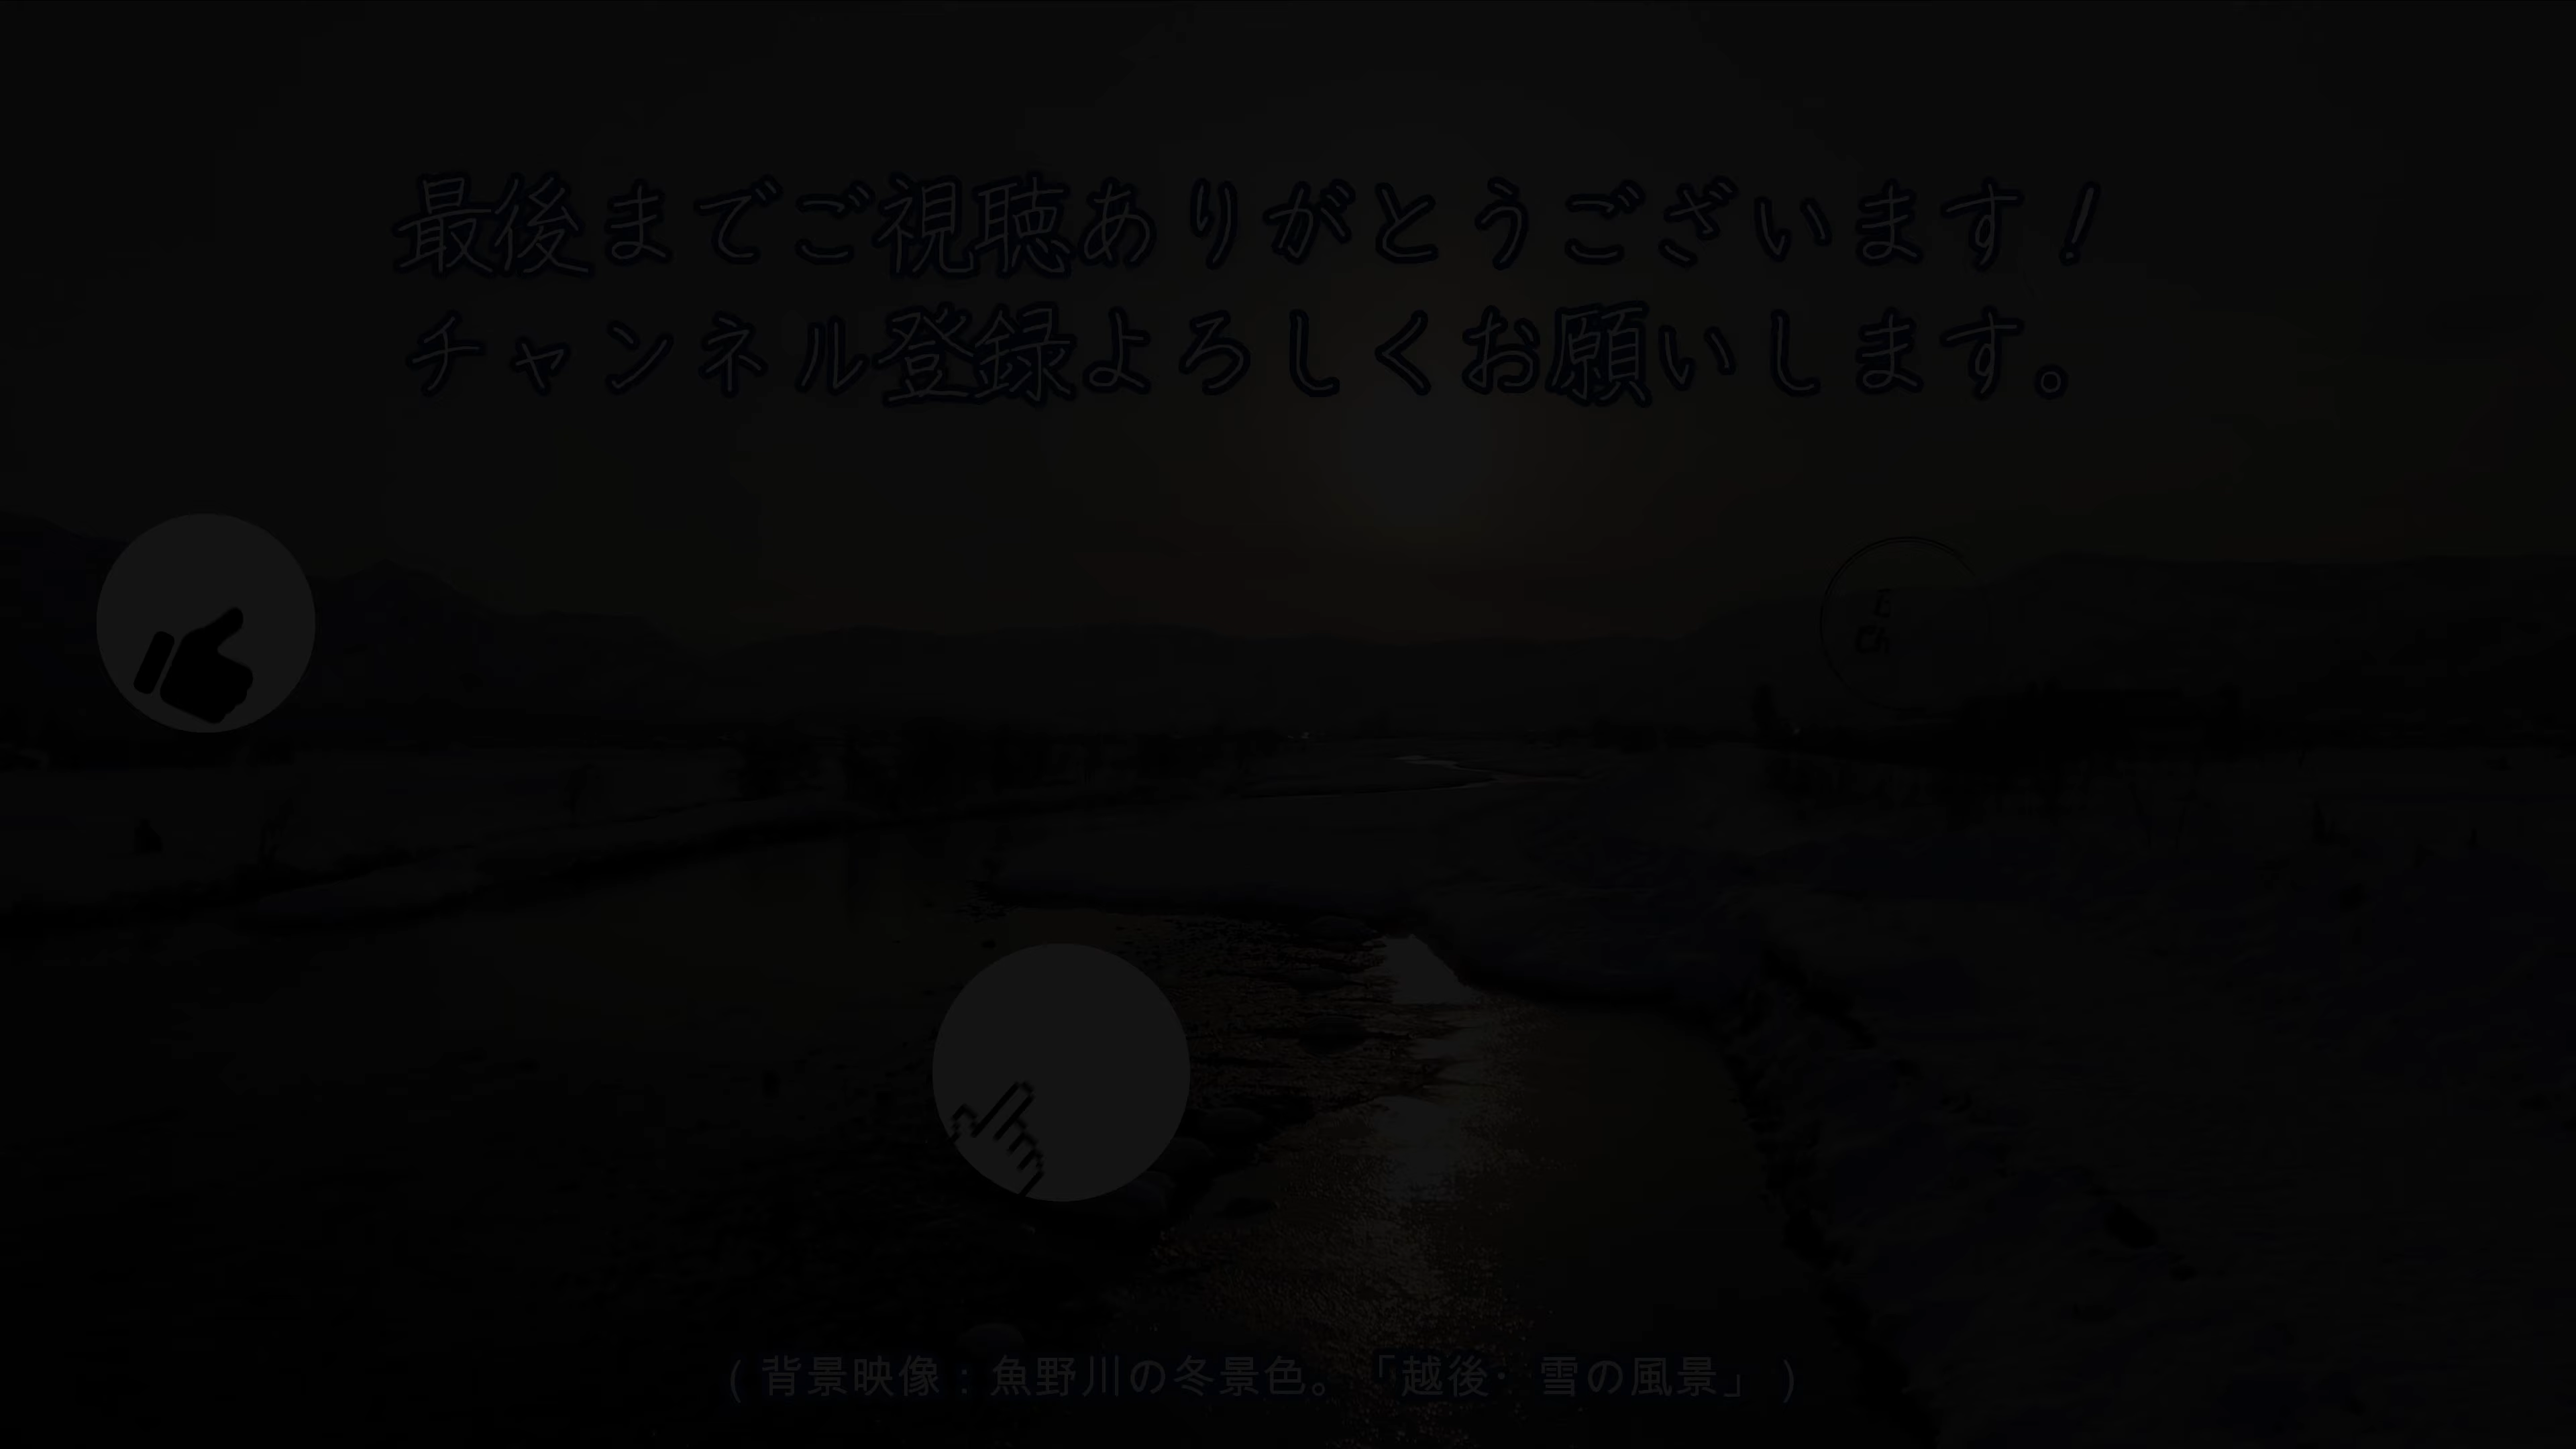 最後までご視聴ありがとうございます!
チャンネル登録よろしくお願いします。
Ch
(背景映像:魚野川の冬景色。「越後・雪の風景」)